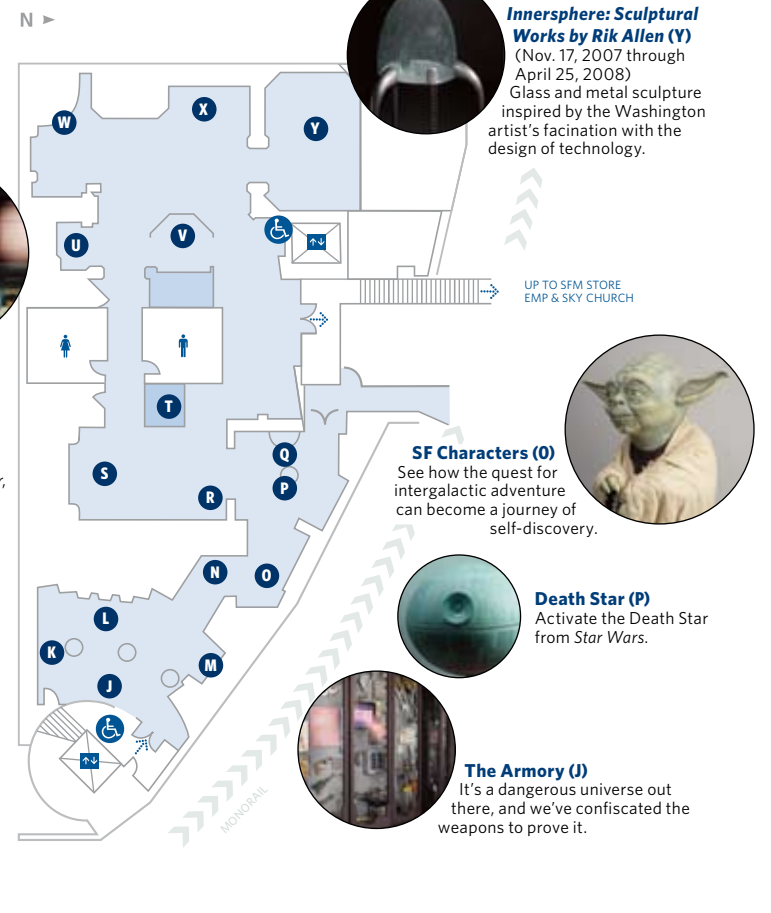 N
Innersphere: Sculptural
Works by Rik Allen (Y)
(Nov. 17, 2007 through
April 25, 2008)
Glass and metal sculpture
inspired by the Washington
artist's facination with the
design of technology.
W
X
Y
U
V
UP TO SFM STORE
EMP & SKY CHURCH
T
Q
S
P
R
SF Characters (O)
See how the quest for
intergalactic adventure
can become a journey of
self-discovery.
N
O
Death Star (P)
Activate the Death Star
from Star Wars.
L
K
M
J
The Armory (J)
It's a dangerous universe out
there, and we've confiscated the
weapons to prove it.
MONORAIL